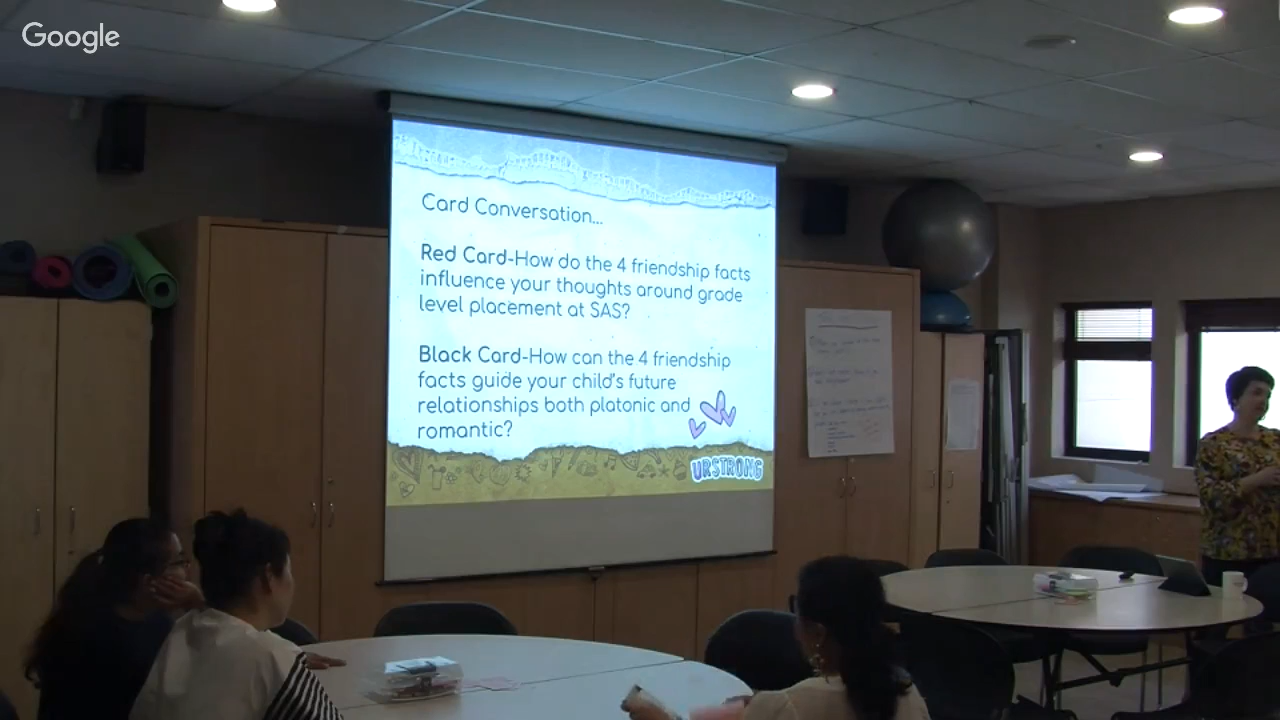 Google
Card Conversation...
Red Card-How do the 4 friendship facts
influence your thoughts around grade
level placement at SAS?
Black Card-How can the 4 friendship
facts guide your child's future
relationships both platonic and
romantic?
URSTRONG